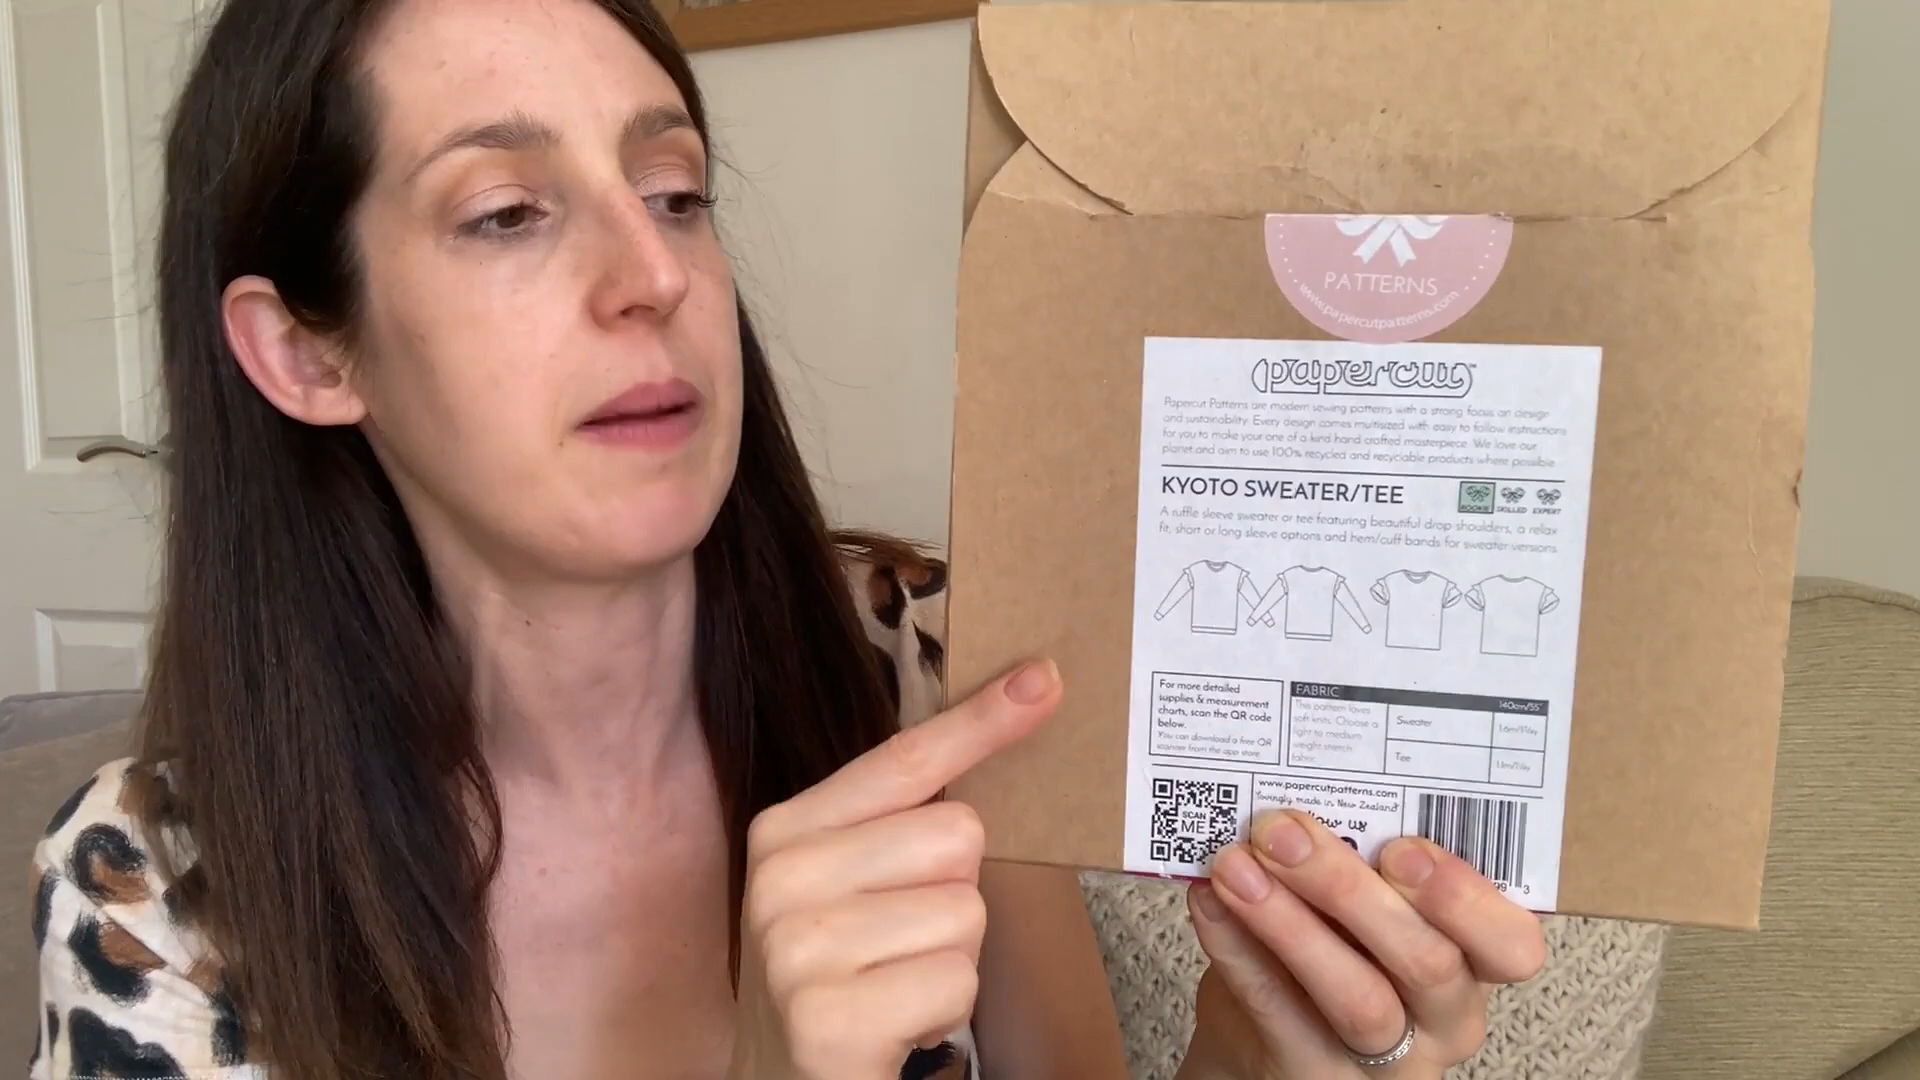 PATTERNS
www.papercutpatterns.com
papercut
Papercut Patterns are modern sewing patterns with a strong focus on design
and sustainability. Every design comes multisized with easy to follow instructions
for you to make your one of a kind hand crafted masterpiece. We love our
planet and aim to use 100% recycled and recyclable products where possible
KYOTO SWEATER/TEE
ROOKIE SKILLED EXPERT
A ruffle sleeve sweater or tee featuring beautiful drop shoulders, a relax
fit, short or long sleeve options and hem/cuff bands for sweater versions
For more detailed
supplies & measurement
charts, scan the QR code
below.
You can download a free QR
scanner from the app store
FABRIC
140cm/55"
This pattern loves
soft knits. Choose a
light to medium
weight stretch
fabric.
Sweater
Tee
SCAN
ME
www.papercutpatterns.com
Lovingly made in New Zealand
us
99 3